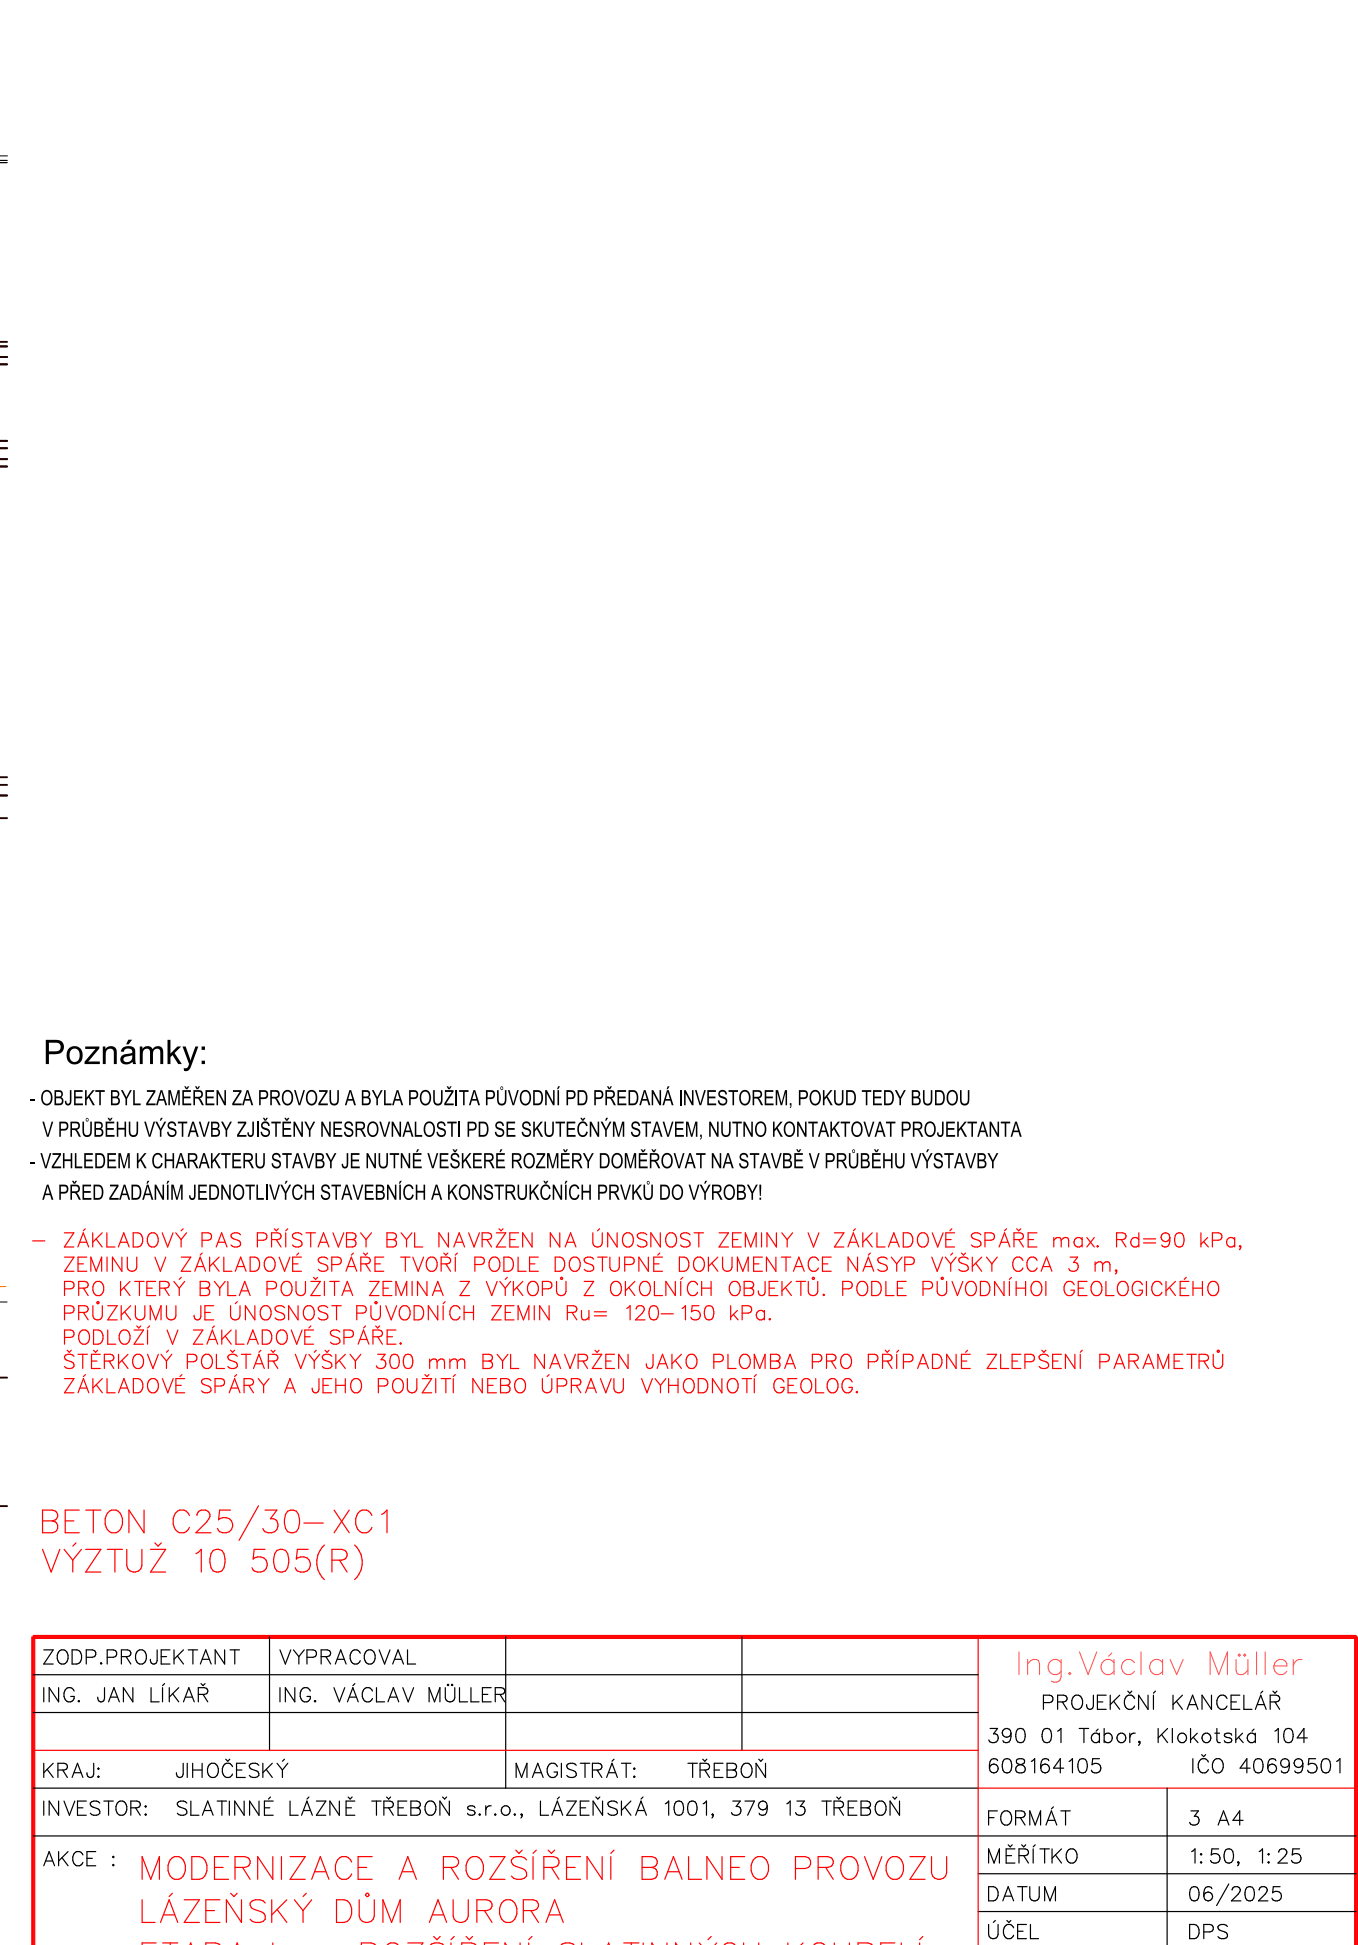 Poznámky:
- OBJEKT BYL ZAMĚŘEN ZA PROVOZU A BYLA POUŽITA PŮVODNÍ PD PŘEDANÁ INVESTOREM, POKUD TEDY BUDOU
V PRŮBĚHU VÝSTAVBY ZJIŠTĚNY NESROVNALOSTI PD SE SKUTEČNÝM STAVEM, NUTNO KONTAKTOVAT PROJEKTANTA
- VZHLEDEM K CHARAKTERU STAVBY JE NUTNÉ VEŠKERÉ ROZMĚRY DOMĚŘOVAT NA STAVBĚ V PRŮBĚHU VÝSTAVBY
A PŘED ZADÁNÍM JEDNOTLIVÝCH STAVEBNÍCH A KONSTRUKČNÍCH PRVKŮ DO VÝROBY!
- ZÁKLADOVÝ PAS PŘÍSTAVBY BYL NAVRŽEN NA ÚNOSNOST ZEMINY V ZÁKLADOVÉ SPÁŘE max. Rd=90 kPa,
ZEMINU V ZÁKLADOVÉ SPÁŘE TVOŘÍ PODLE DOSTUPNÉ DOKUMENTACE NÁSYP VÝŠKY CCA 3 m,
PRO KTERÝ BYLA POUŽITA ZEMINA Z VÝKOPŮ Z OKOLNÍCH OBJEKTŮ. PODLE PŮVODNÍHOI GEOLOGICKÉHO
PRŮZKUMU JE ÚNOSNOST PŮVODNÍCH ZEMIN Ru= 120-150 kPa.
PODLOŽÍ V ZÁKLADOVÉ SPÁŘE.
ŠTĚRKOVÝ POLŠTÁŘ VÝŠKY 300 mm BYL NAVRŽEN JAKO PLOMBA PRO PŘÍPADNÉ ZLEPŠENÍ PARAMETRŮ
ZÁKLADOVÉ SPÁRY A JEHO POUŽITÍ NEBO ÚPRAVU VYHODNOTÍ GEOLOG.
BETON C25/30-XC1
VÝZTUŽ 10 505(R)
ZODP.PROJEKTANT VYPRACOVAL
ING. JAN LÍKAŘ ING. VÁCLAV MÜLLER
Ing.Václav Müller
PROJEKČNÍ KANCELÁŘ
390 01 Tábor, Klokotská 104
608164105 IČO 40699501
KRAJ: JIHOČESKÝ MAGISTRÁT: TŘEBOŇ
INVESTOR: SLATINNÉ LÁZNĚ TŘEBOŇ s.r.o., LÁZEŇSKÁ 1001, 379 13 TŘEBOŇ
AKCE : MODERNIZACE A ROZŠÍŘENÍ BALNEO PROVOZU
LÁZEŇSKÝ DŮM AURORA
FORMÁT 3 A4
MĚŘÍTKO 1:50, 1:25
DATUM 06/2025
ÚČEL DPS